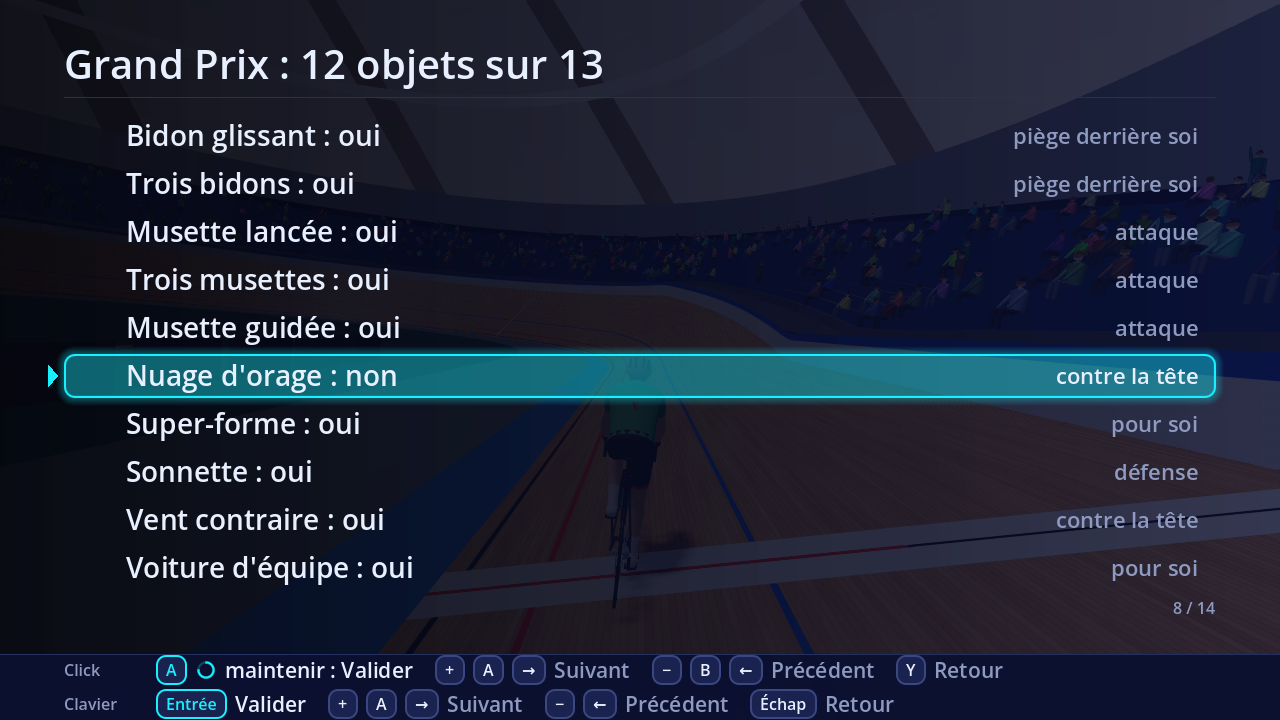 Grand Prix : 12 objets sur 13
Bidon glissant : oui piège derrière soi
Trois bidons : oui piège derrière soi
Musette lancée : oui attaque
Trois musettes : oui attaque
Musette guidée : oui attaque
Nuage d'orage : non contre la tête
Super-forme : oui pour soi
Sonnette : oui défense
Vent contraire : oui contre la tête
Voiture d'équipe : oui pour soi
8 / 14
Click A maintenir : Valider + A → Suivant − B ← Précédent Y Retour
Clavier Entrée Valider + A → Suivant − ← Précédent Échap Retour